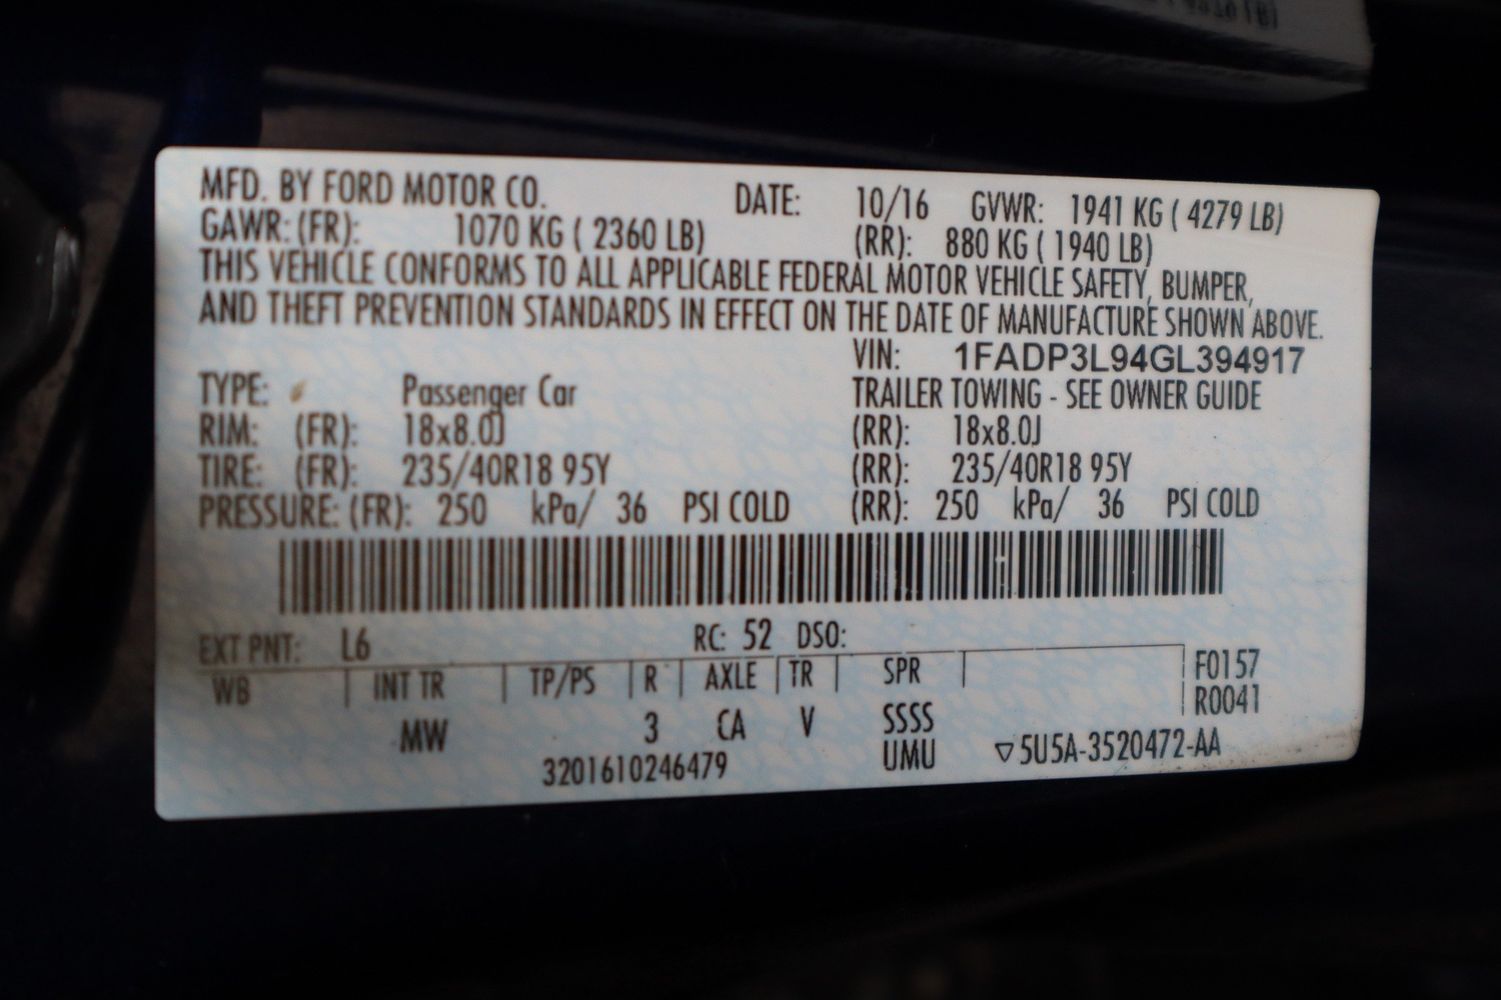 MFD. BY FORD MOTOR CO. DATE: 10/16 GVWR: 1941 KG ( 4279 LB)
GAWR: (FR): 1070 KG ( 2360 LB) (RR): 880 KG ( 1940 LB)
THIS VEHICLE CONFORMS TO ALL APPLICABLE FEDERAL MOTOR VEHICLE SAFETY, BUMPER,
AND THEFT PREVENTION STANDARDS IN EFFECT ON THE DATE OF MANUFACTURE SHOWN ABOVE.
VIN: 1FADP3L94GL394917
TYPE: Passenger Car TRAILER TOWING - SEE OWNER GUIDE
RIM: (FR): 18x8.0J (RR): 18x8.0J
TIRE: (FR): 235/40R18 95Y (RR): 235/40R18 95Y
PRESSURE: (FR): 250 kPa/ 36 PSI COLD (RR): 250 kPa/ 36 PSI COLD
EXT PNT: L6 RC: 52 DSO:
WB | INT TR | TP/PS | R | AXLE | TR | SPR | F0157
R0041
MW 3 CA V SSSS
3201610246479 UMU ▽5U5A-3520472-AA